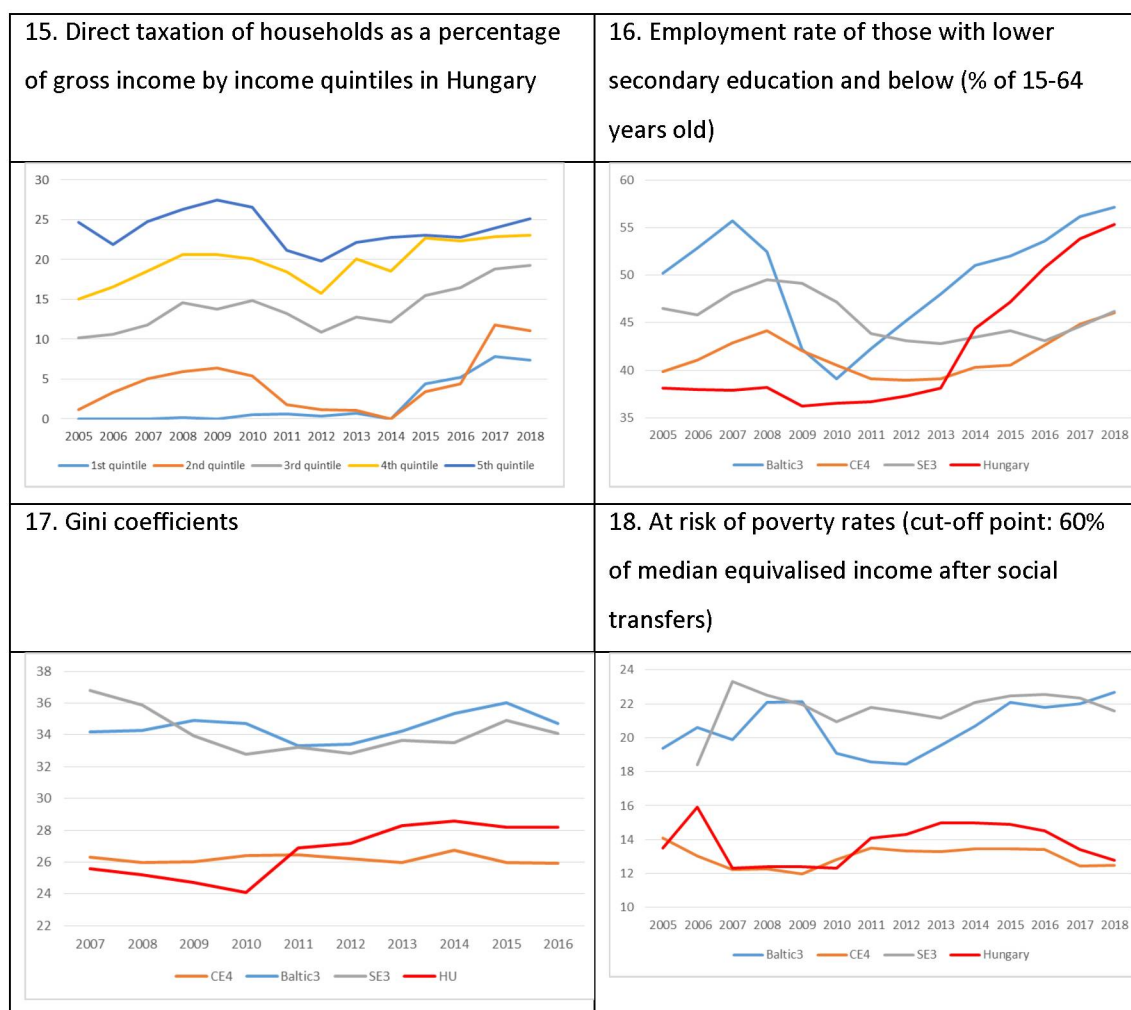 15. Direct taxation of households as a percentage
of gross income by income quintiles in Hungary
16. Employment rate of those with lower
secondary education and below (% of 15-64
years old)
30
25
20
15
10
5
0
2005 2006 2007 2008 2009 2010 2011 2012 2013 2014 2015 2016 2017 2018
1st quintile 2nd quintile 3rd quintile 4th quintile 5th quintile
60
55
50
45
40
35
2005 2006 2007 2008 2009 2010 2011 2012 2013 2014 2015 2016 2017 2018
Baltic3 CE4 SE3 Hungary
17. Gini coefficients
18. At risk of poverty rates (cut-off point: 60%
of median equivalised income after social
transfers)
38
36
34
32
30
28
26
24
22
2007 2008 2009 2010 2011 2012 2013 2014 2015 2016
CE4 Baltic3 SE3 HU
24
22
20
18
16
14
12
10
2005 2006 2007 2008 2009 2010 2011 2012 2013 2014 2015 2016 2017 2018
Baltic3 CE4 SE3 Hungary